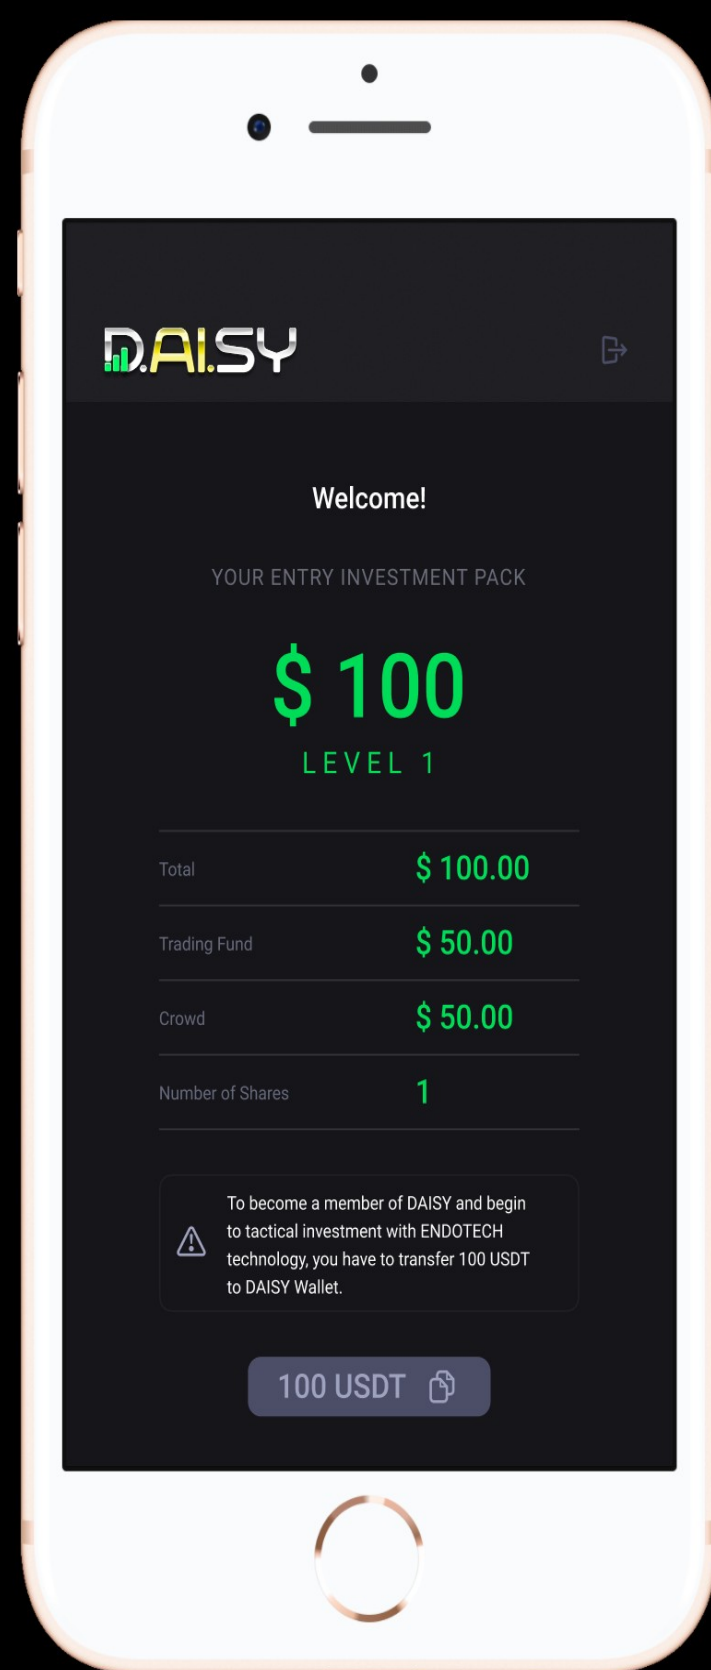 D.AI.SY
Welcome!
YOUR ENTRY INVESTMENT PACK
$ 100
LEVEL 1
Total $ 100.00
Trading Fund $ 50.00
Crowd $ 50.00
Number of Shares 1
To become a member of DAISY and begin
to tactical investment with ENDOTECH
technology, you have to transfer 100 USDT
to DAISY Wallet.
100 USDT